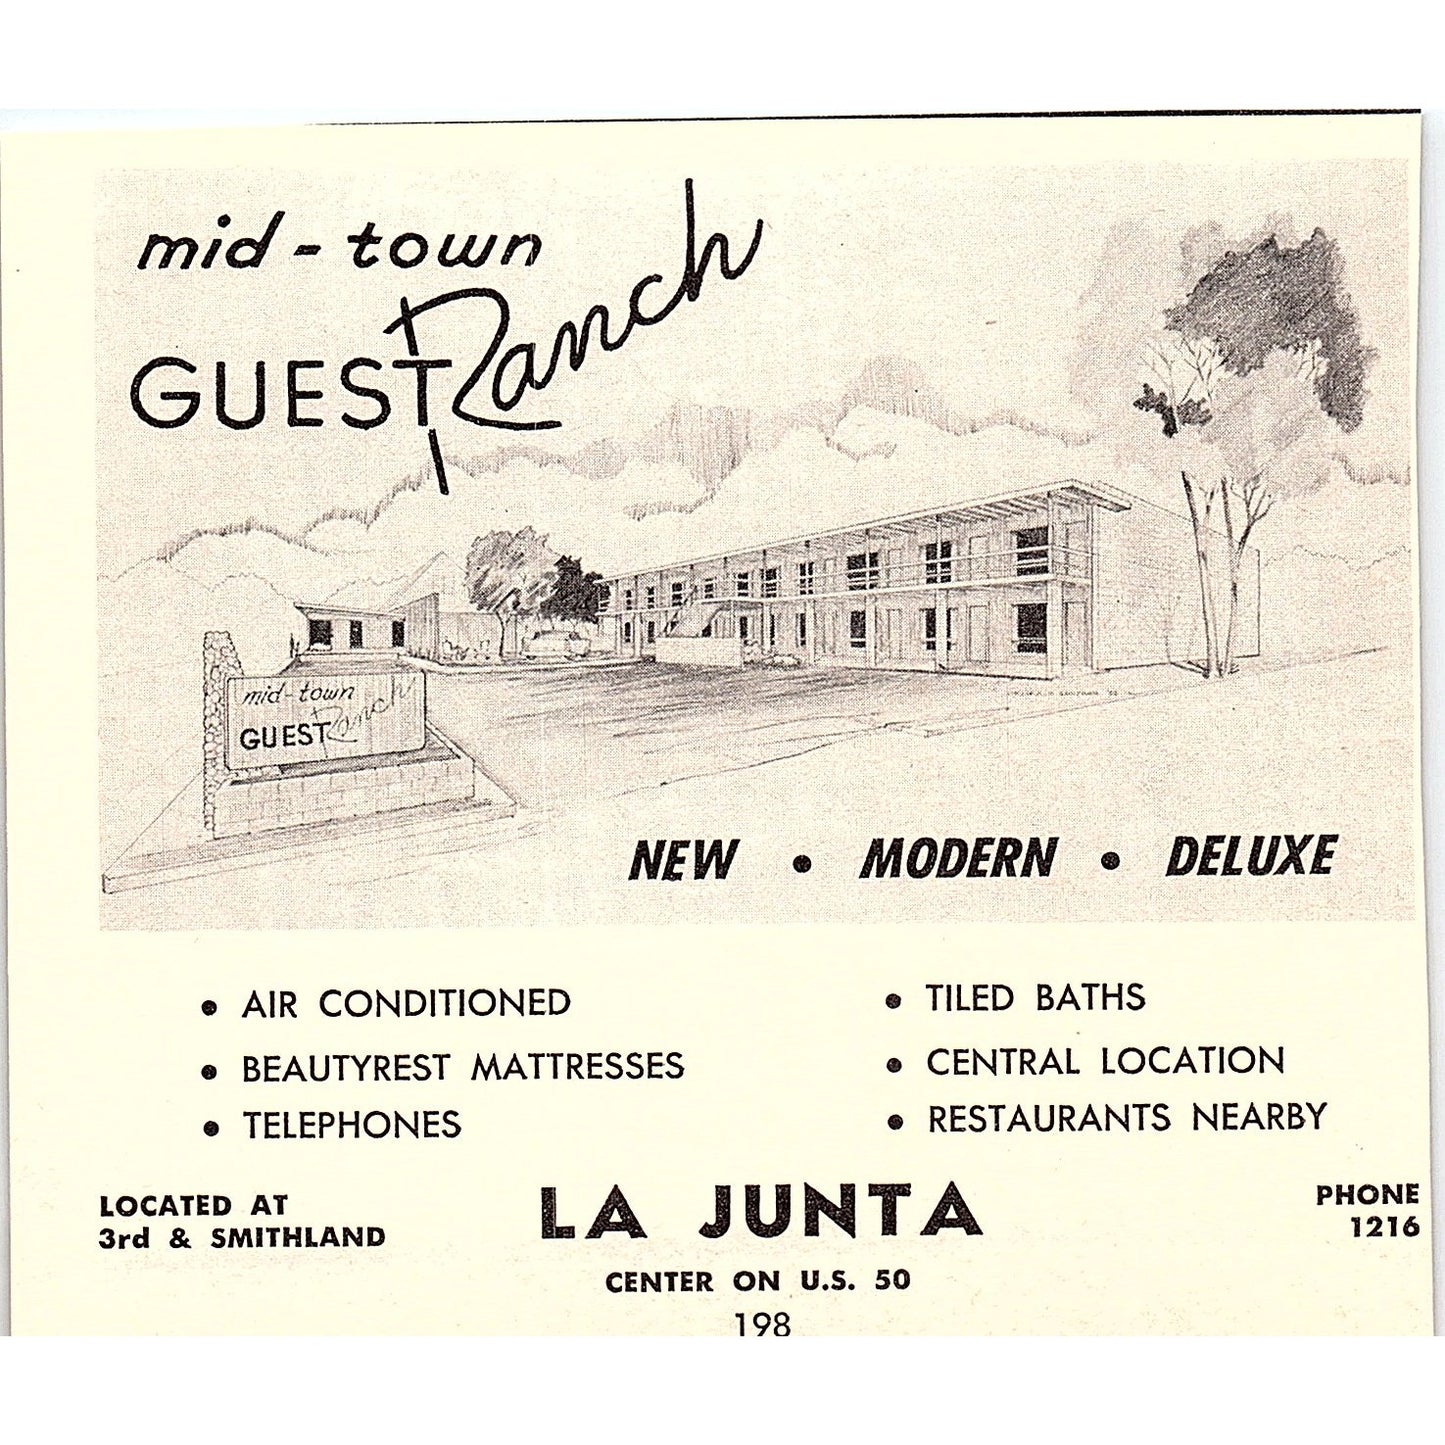 mid-town
GUEST Ranch
mid-town
GUEST Ranch
NEW • MODERN • DELUXE
• AIR CONDITIONED
• BEAUTYREST MATTRESSES
• TELEPHONES
• TILED BATHS
• CENTRAL LOCATION
• RESTAURANTS NEARBY
LOCATED AT
3rd & SMITHLAND
LA JUNTA
CENTER ON U.S. 50
PHONE
1216
198